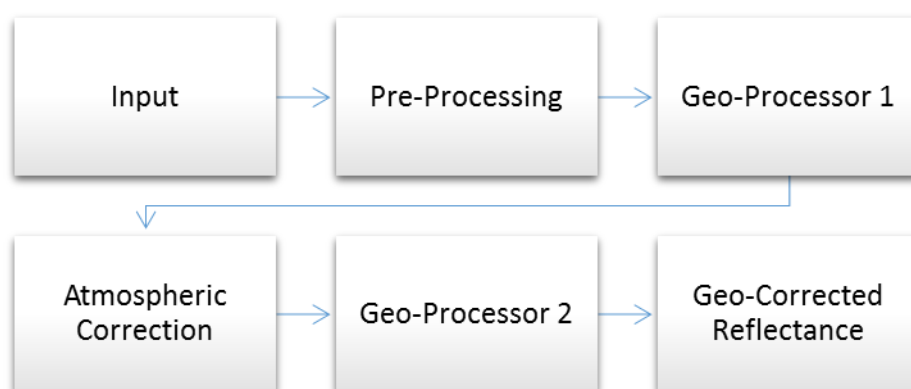 Input
Pre-Processing
Geo-Processor 1
Atmospheric
Correction
Geo-Processor 2
Geo-Corrected
Reflectance